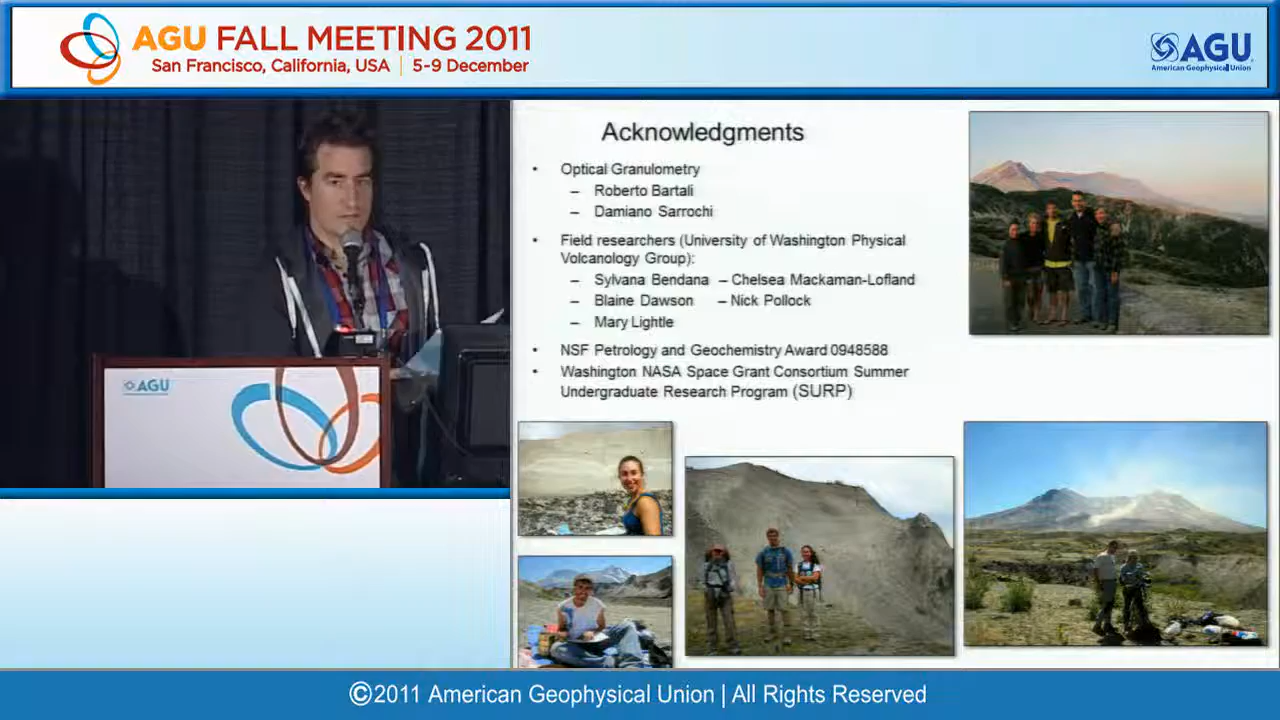 AGU FALL MEETING 2011
San Francisco, California, USA | 5-9 December
AGU
American Geophysical Union
AGU
Acknowledgments
• Optical Granulometry
– Roberto Bartali
– Damiano Sarrochi
• Field researchers (University of Washington Physical
Volcanology Group):
– Sylvana Bendana – Chelsea Mackaman-Lofland
– Blaine Dawson – Nick Pollock
– Mary Lightle
• NSF Petrology and Geochemistry Award 0948588
• Washington NASA Space Grant Consortium Summer
Undergraduate Research Program (SURP)
©2011 American Geophysical Union | All Rights Reserved